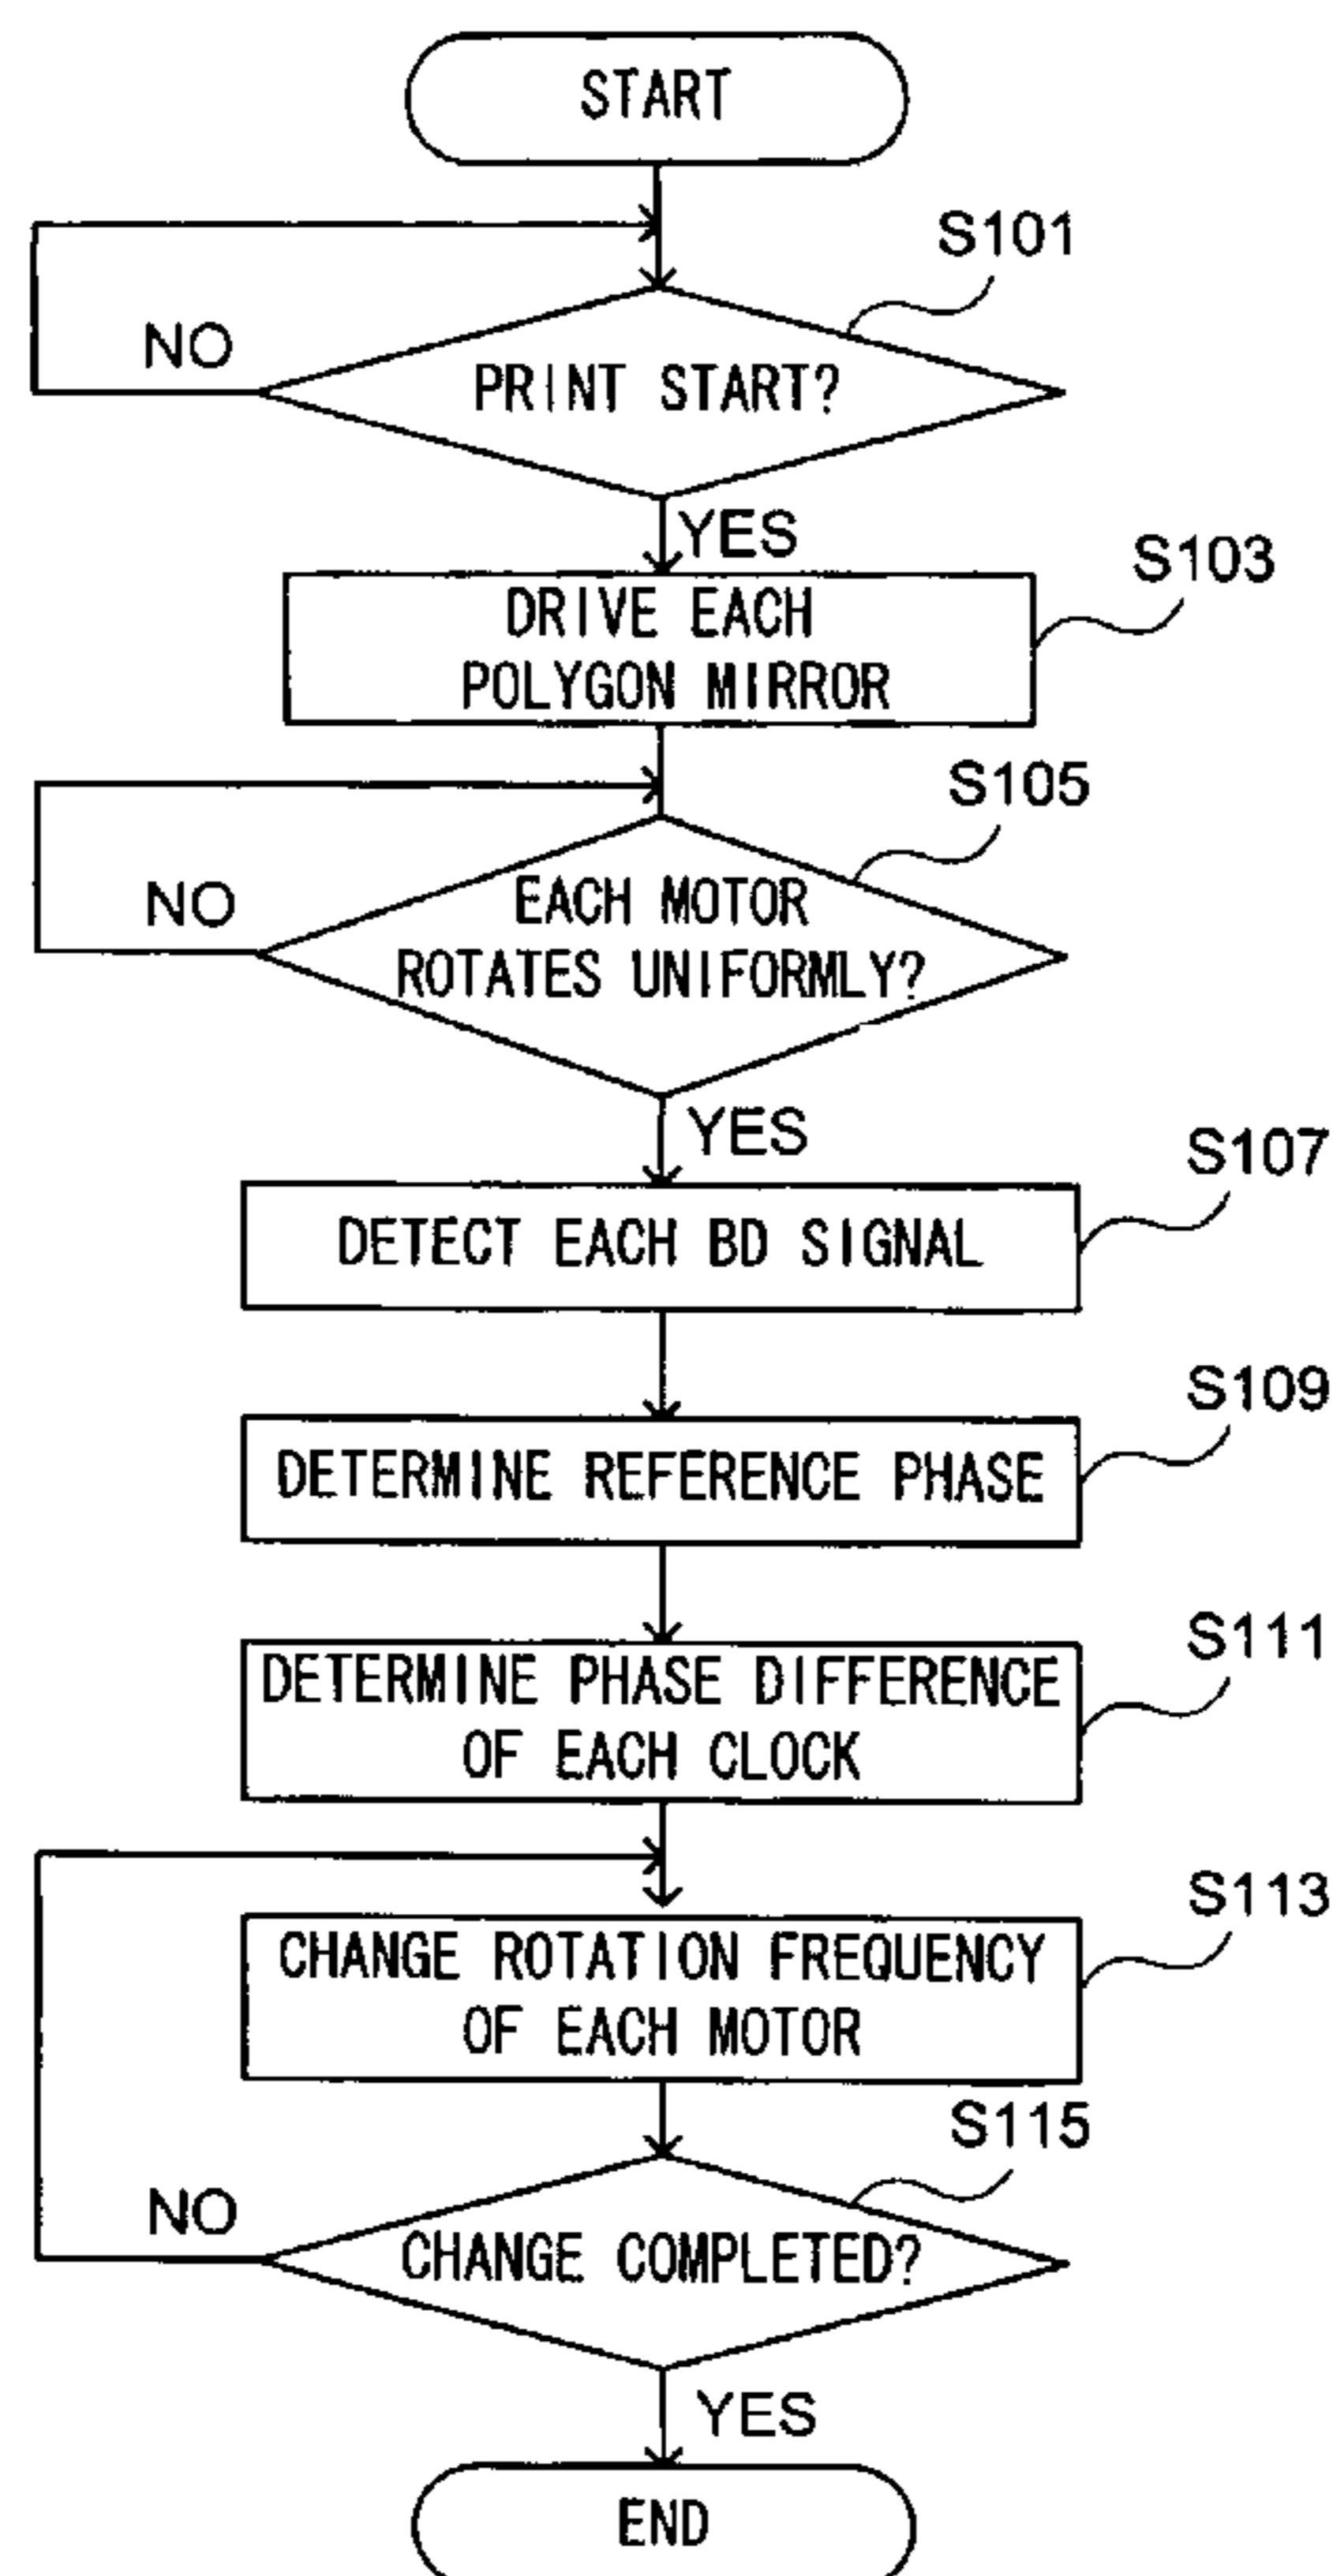 START
S101
NO
PRINT START?
YES
S103
DRIVE EACH
POLYGON MIRROR
S105
NO
EACH MOTOR
ROTATES UNIFORMLY?
YES
S107
DETECT EACH BD SIGNAL
S109
DETERMINE REFERENCE PHASE
S111
DETERMINE PHASE DIFFERENCE
OF EACH CLOCK
S113
CHANGE ROTATION FREQUENCY
OF EACH MOTOR
S115
NO
CHANGE COMPLETED?
YES
END